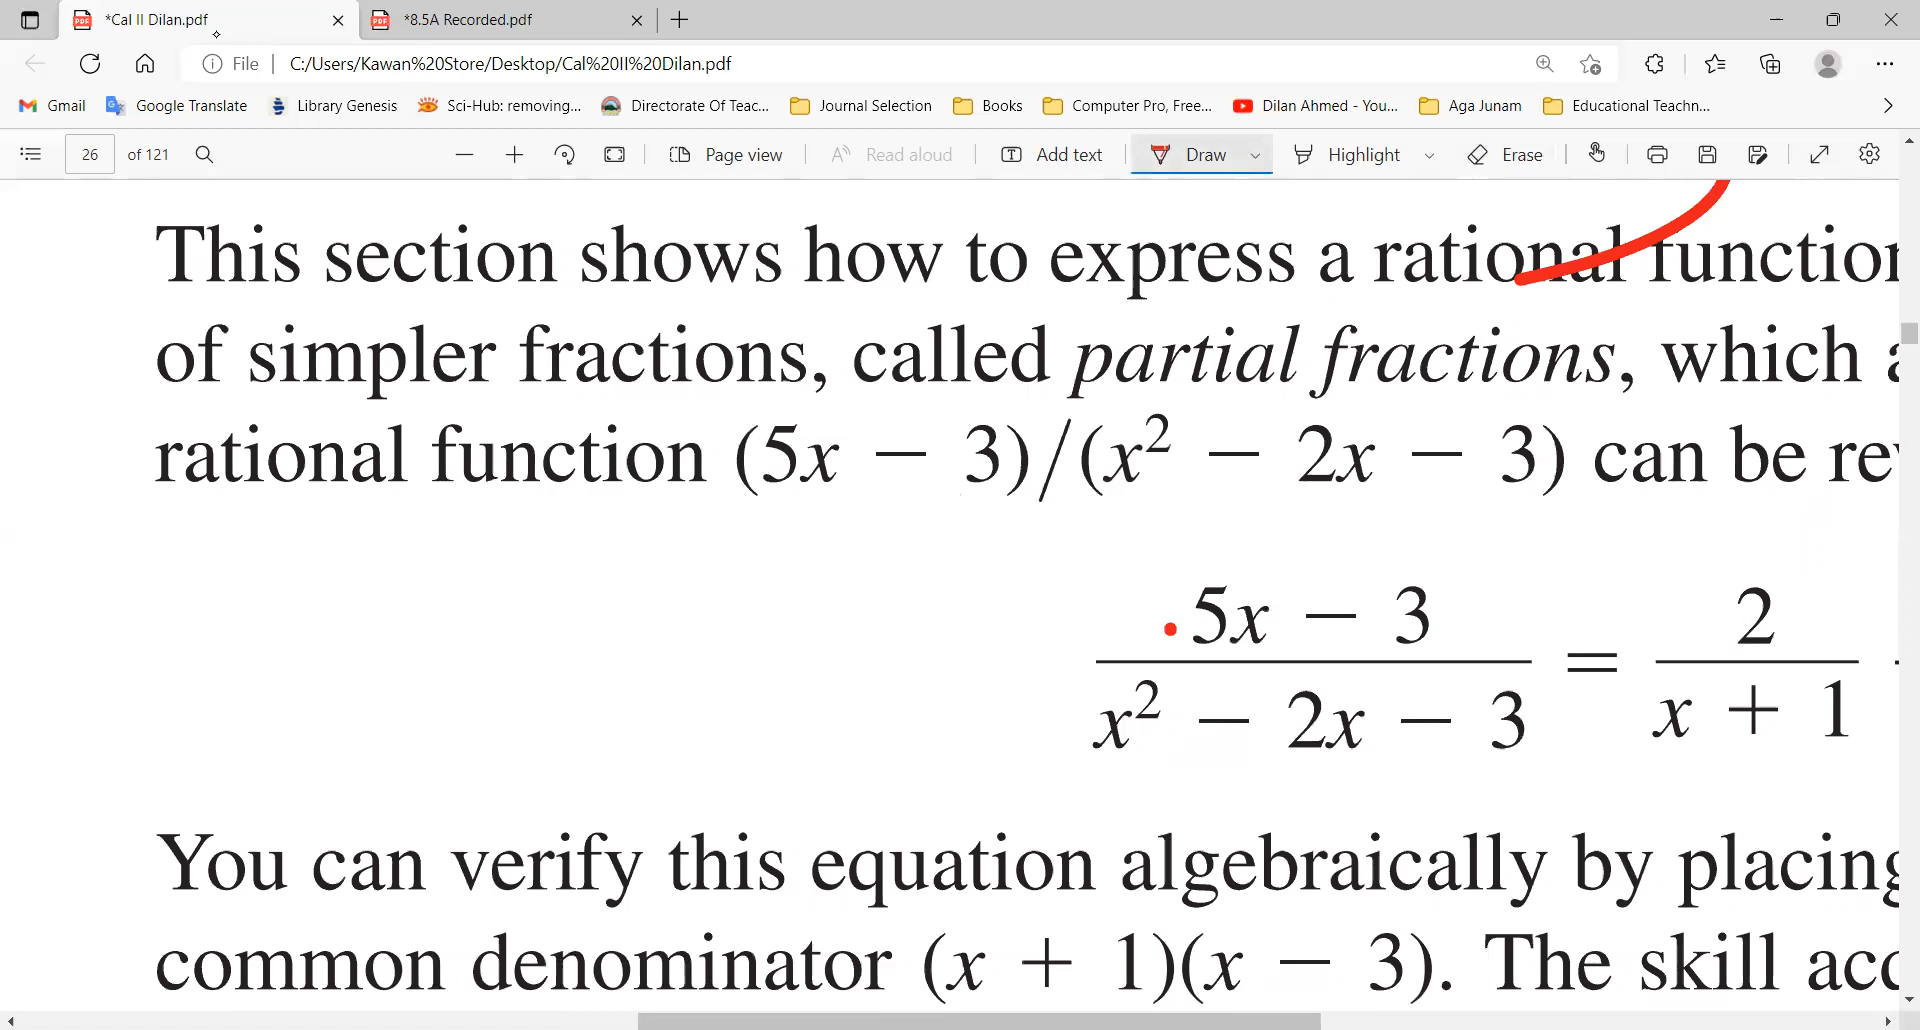 *Cal II Dilan.pdf
*8.5A Recorded.pdf
File
C:/Users/Kawan%20Store/Desktop/Cal%20II%20Dilan.pdf
Gmail
Google Translate
Library Genesis
Sci-Hub: removing...
Directorate Of Teac...
Journal Selection
Books
Computer Pro, Free...
Dilan Ahmed - You...
Aga Junam
Educational Teachn...
26 of 121
Page view
Read aloud
Add text
Draw
Highlight
Erase
This section shows how to express a rational function
of simpler fractions, called partial fractions, which a
rational function (5x − 3)/(x² − 2x − 3) can be re
5x − 3 2
= 
x² − 2x − 3 x + 1
You can verify this equation algebraically by placing
common denominator (x + 1)(x − 3). The skill acc